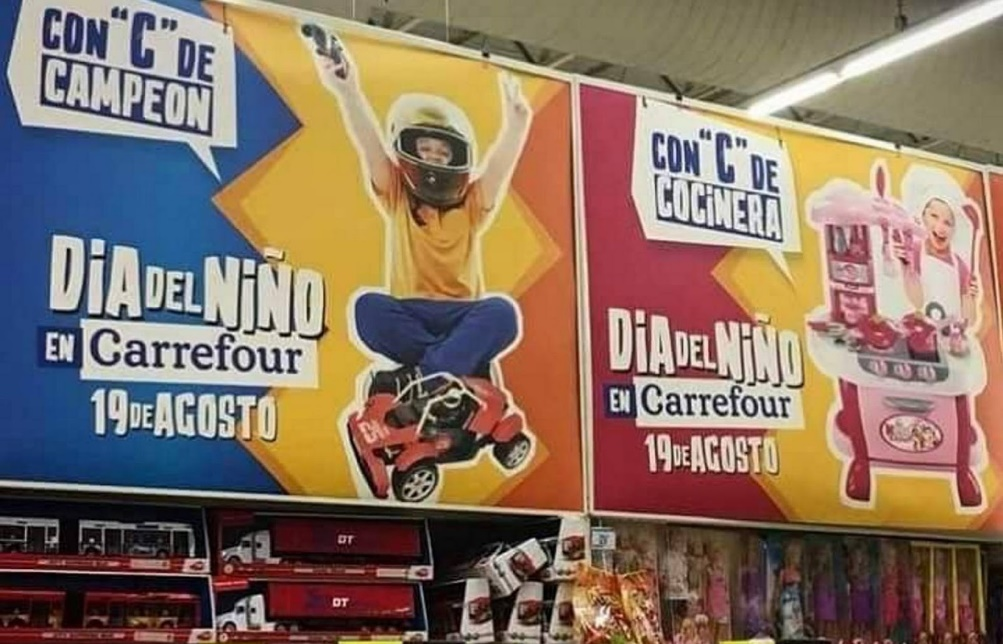 CON "C" DE
CAMPEON
DiA DEL NiÑO
EN Carrefour
19 DE AGOSTO
CON "C" DE
COCiNERA
DiA DEL NiÑO
EN Carrefour
19 DE AGOSTO
DT
DT